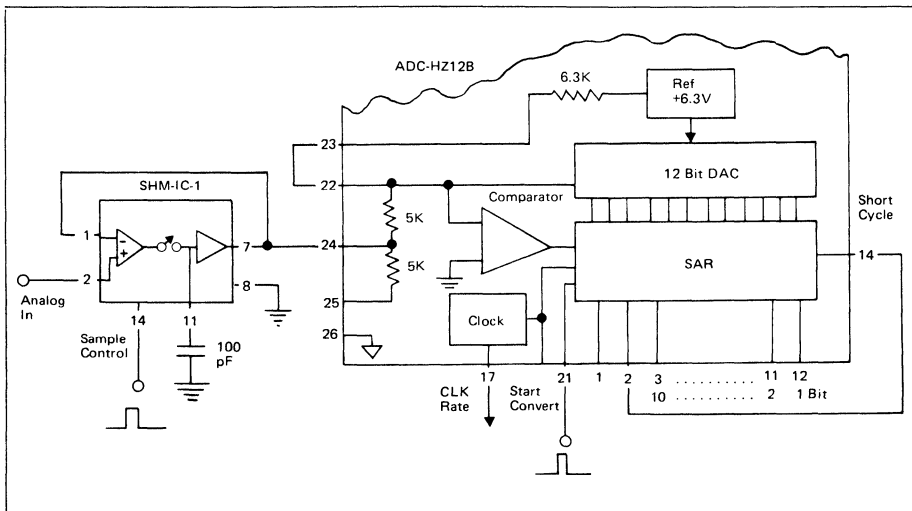 ADC-HZ12B
6.3K
Ref
+6.3V
23
SHM-IC-1
22
12 Bit DAC
Comparator
Short
Cycle
5K
1
7
24
SAR
14
2
5K
8
Analog
In
25
14
11
Clock
26
Sample
Control
100
pF
17
21
1
2
3 . . . . . . . . . . . 11
12
CLK
Rate
Start
Convert
10 . . . . . . . . . . 2
1 Bit